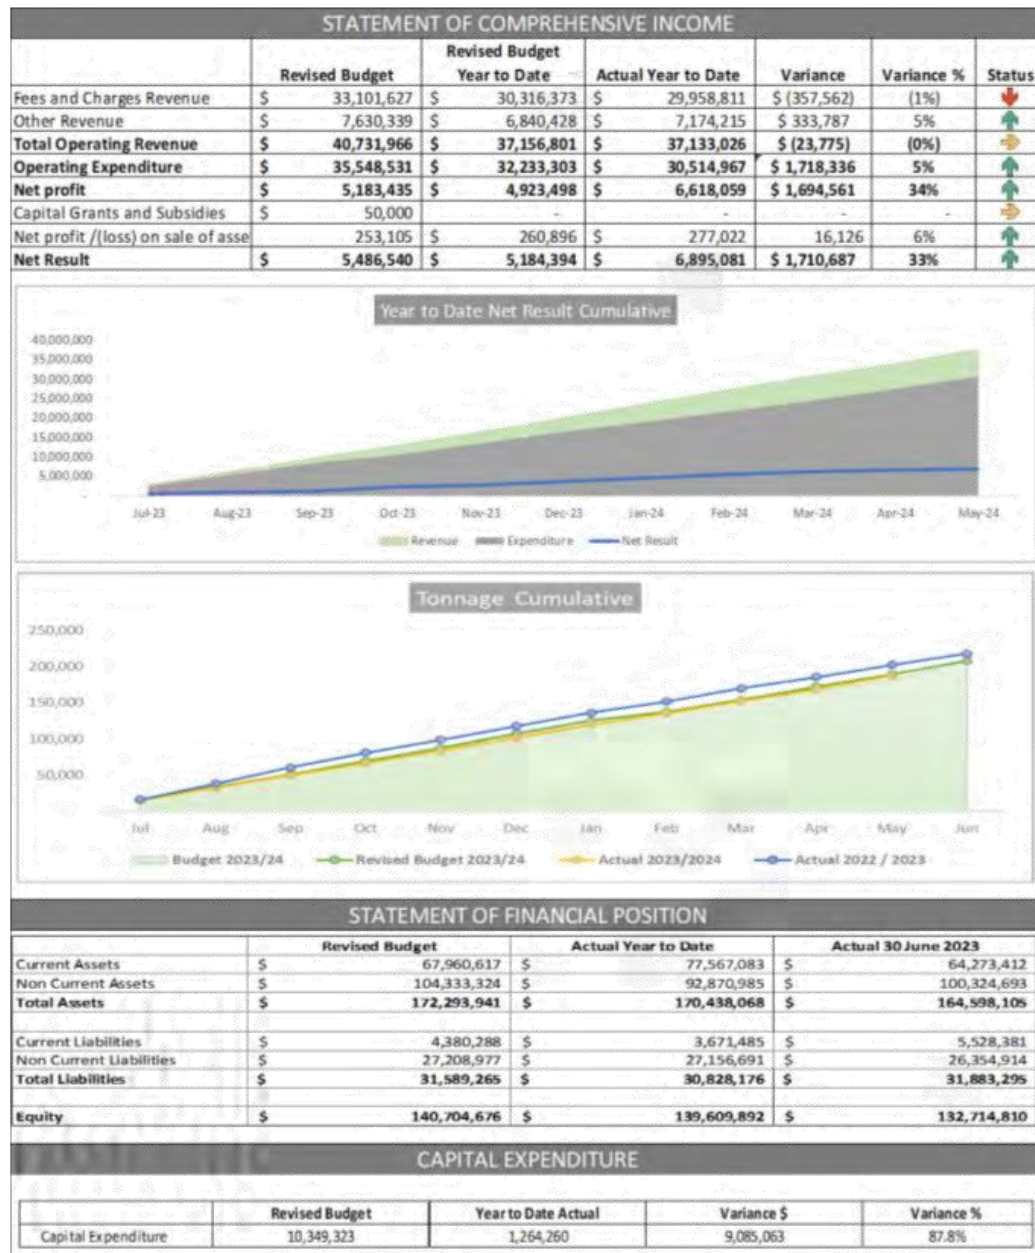 STATEMENT OF COMPREHENSIVE INCOME
Revised Budget
Revised Budget Year to Date Actual Year to Date Variance Variance % Status
Fees and Charges Revenue $ 33,101,627 $ 30,316,373 $ 29,958,811 $ (357,562) (1%)
Other Revenue $ 7,630,339 $ 6,840,428 $ 7,174,215 $ 333,787 5%
Total Operating Revenue $ 40,731,966 $ 37,156,801 $ 37,133,026 $ (23,775) (0%)
Operating Expenditure $ 35,548,531 $ 32,233,303 $ 30,514,967 $ 1,718,336 5%
Net profit $ 5,183,435 $ 4,923,498 $ 6,618,059 $ 1,694,561 34%
Capital Grants and Subsidies $ 50,000 - - - -
Net profit /(loss) on sale of asse 253,105 $ 260,896 $ 277,022 16,126 6%
Net Result $ 5,486,540 $ 5,184,394 $ 6,895,081 $ 1,710,687 33%
Year to Date Net Result Cumulative
40,000,000
35,000,000
30,000,000
25,000,000
20,000,000
15,000,000
10,000,000
5,000,000
-
Jul-23 Aug-23 Sep-23 Oct-23 Nov-23 Dec-23 Jan-24 Feb-24 Mar-24 Apr-24 May-24
Revenue Expenditure Net Result
Tonnage Cumulative
250,000
200,000
150,000
100,000
50,000
Jul Aug Sep Oct Nov Dec Jan Feb Mar Apr May Jun
Budget 2023/24 Revised Budget 2023/24 Actual 2023/2024 Actual 2022 / 2023
STATEMENT OF FINANCIAL POSITION
Revised Budget Actual Year to Date Actual 30 June 2023
Current Assets $ 67,960,617 $ 77,567,083 $ 64,273,412
Non Current Assets $ 104,333,324 $ 92,870,985 $ 100,324,693
Total Assets $ 172,293,941 $ 170,438,068 $ 164,598,105
Current Liabilities $ 4,380,288 $ 3,671,485 $ 5,528,381
Non Current Liabilities $ 27,208,977 $ 27,156,691 $ 26,354,914
Total Liabilities $ 31,589,265 $ 30,828,176 $ 31,883,295
Equity $ 140,704,676 $ 139,609,892 $ 132,714,810
CAPITAL EXPENDITURE
Revised Budget Year to Date Actual Variance $ Variance %
Capital Expenditure 10,349,323 1,264,260 9,085,063 87.8%